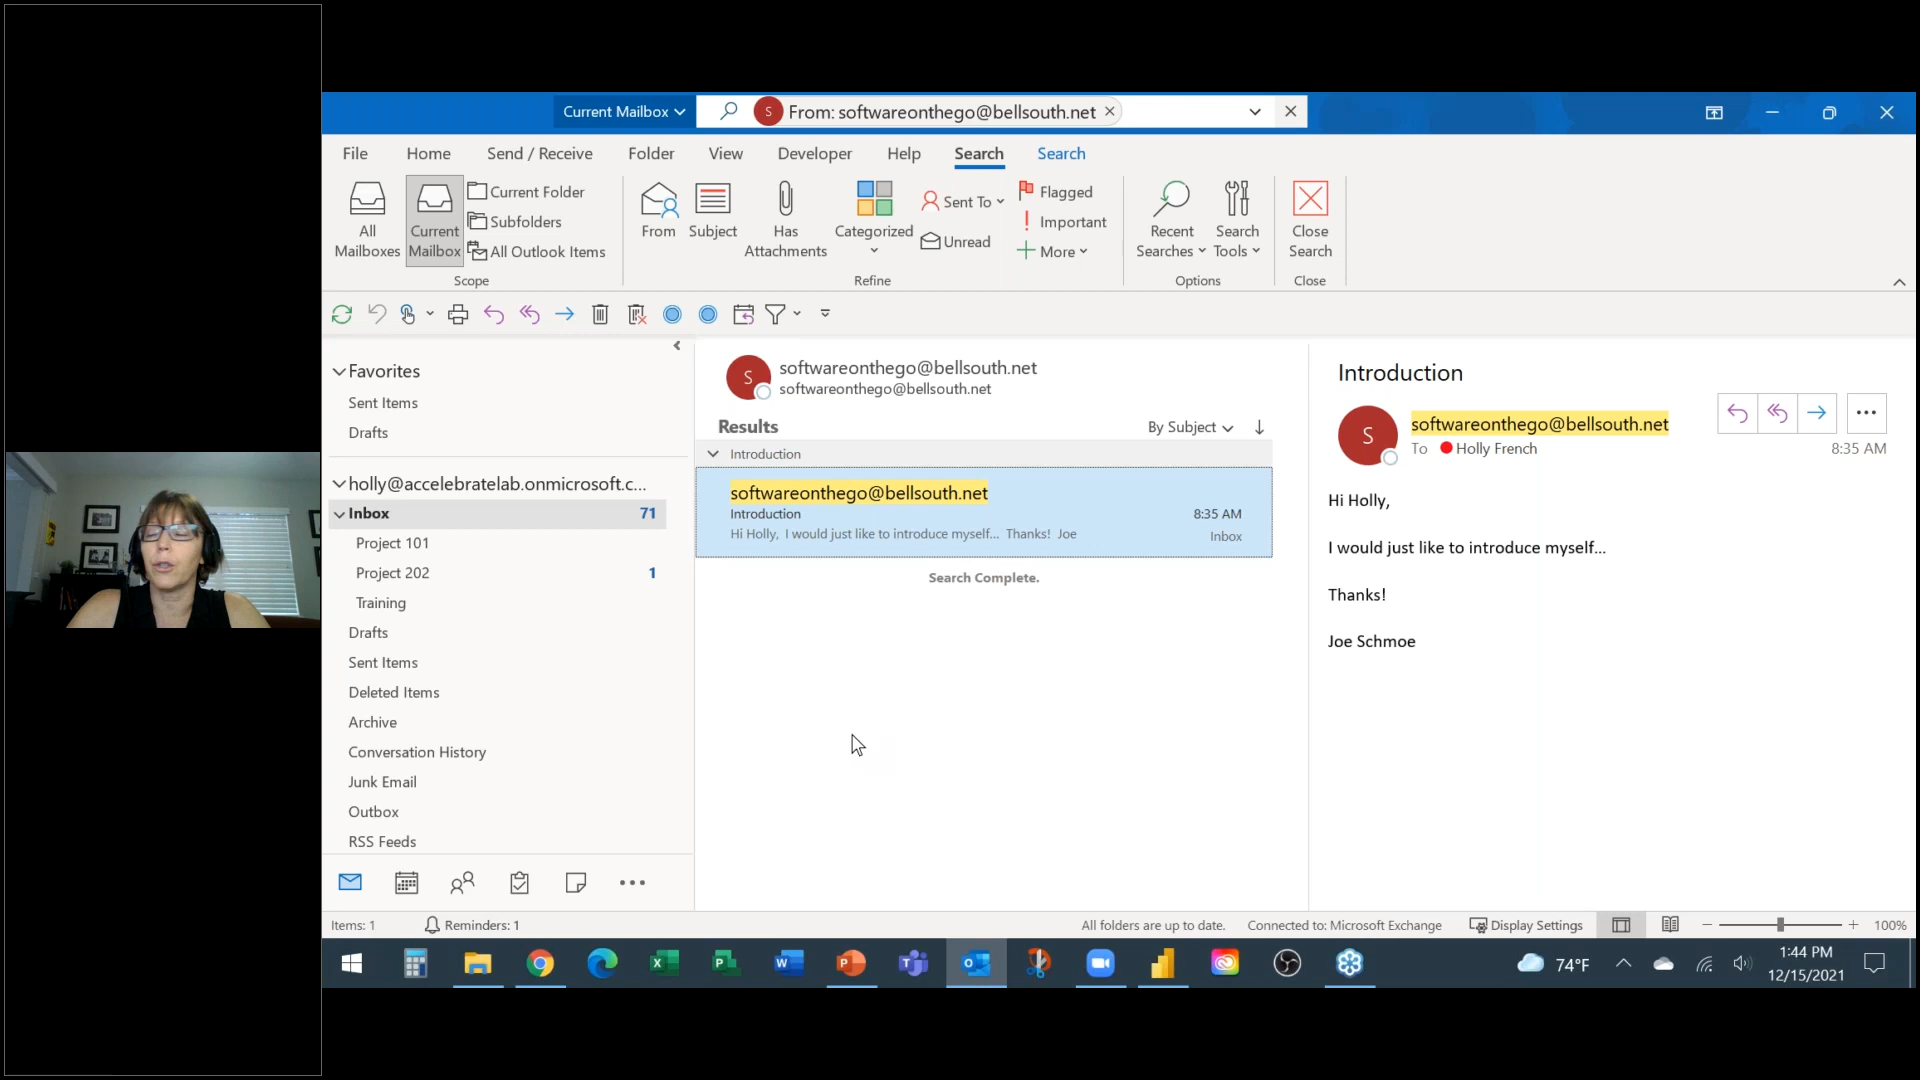 Current Mailbox
S From: softwareonthego@bellsouth.net
File Home Send / Receive Folder View Developer Help Search Search
All Mailboxes
Current Mailbox
Current Folder
Subfolders
All Outlook Items
Scope
From
Subject
Has Attachments
Categorized
Sent To
Unread
Flagged
Important
More
Refine
Recent Searches
Search Tools
Options
Close Search
Close
Favorites
Sent Items
Drafts
holly@accelebratelab.onmicrosoft.c...
Inbox 71
Project 101
Project 202 1
Training
Drafts
Sent Items
Deleted Items
Archive
Conversation History
Junk Email
Outbox
RSS Feeds
S
softwareonthego@bellsouth.net
softwareonthego@bellsouth.net
Results By Subject
Introduction
softwareonthego@bellsouth.net
Introduction 8:35 AM
Hi Holly, I would just like to introduce myself... Thanks! Joe Inbox
Search Complete.
Introduction
S
softwareonthego@bellsouth.net
To Holly French 8:35 AM
Hi Holly,
I would just like to introduce myself...
Thanks!
Joe Schmoe
Items: 1 Reminders: 1 All folders are up to date. Connected to: Microsoft Exchange Display Settings 100%
74°F 1:44 PM
12/15/2021